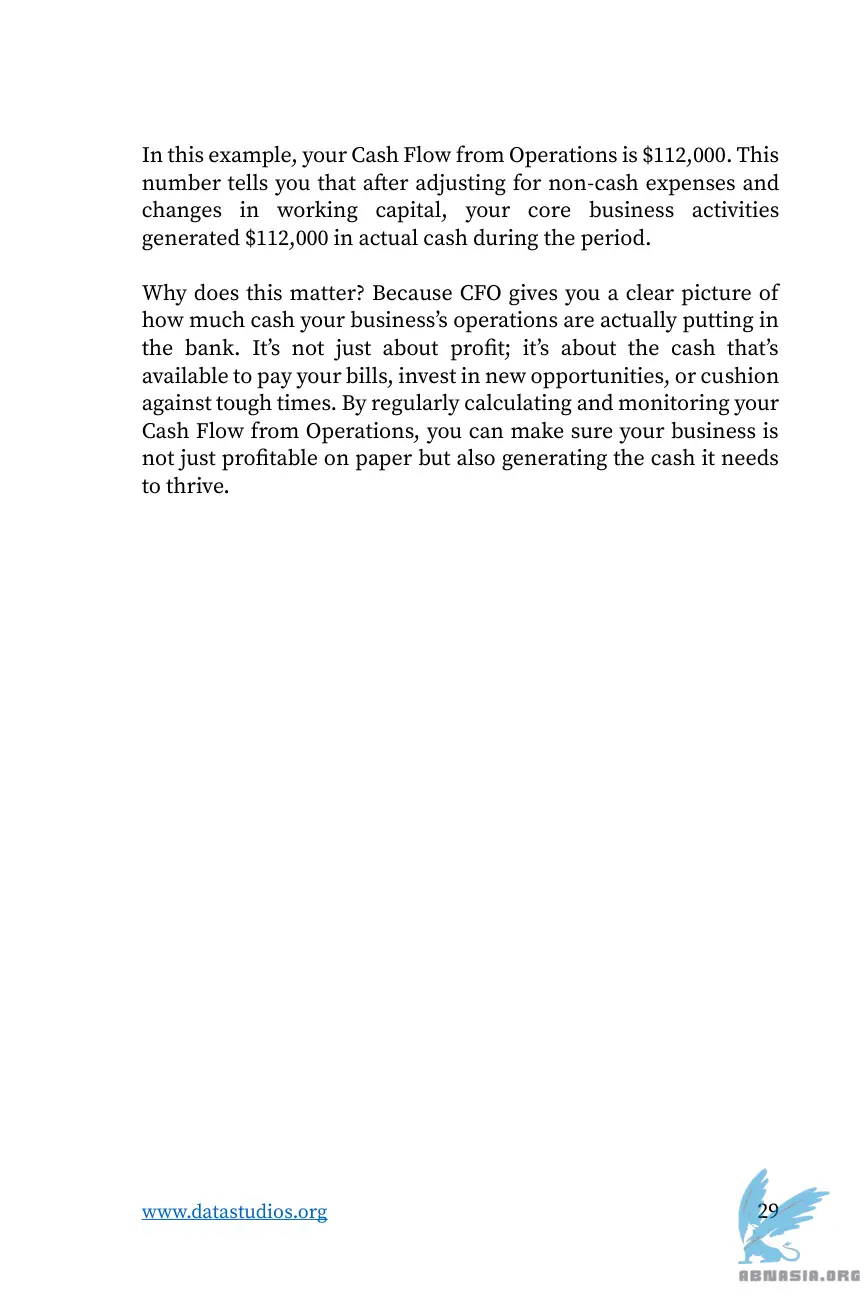 In this example, your Cash Flow from Operations is $112,000. This
number tells you that after adjusting for non-cash expenses and
changes in working capital, your core business activities
generated $112,000 in actual cash during the period.
Why does this matter? Because CFO gives you a clear picture of
how much cash your business’s operations are actually putting in
the bank. It’s not just about profit; it’s about the cash that’s
available to pay your bills, invest in new opportunities, or cushion
against tough times. By regularly calculating and monitoring your
Cash Flow from Operations, you can make sure your business is
not just profitable on paper but also generating the cash it needs
to thrive.
www.datastudios.org
29
ABNASIA.ORG